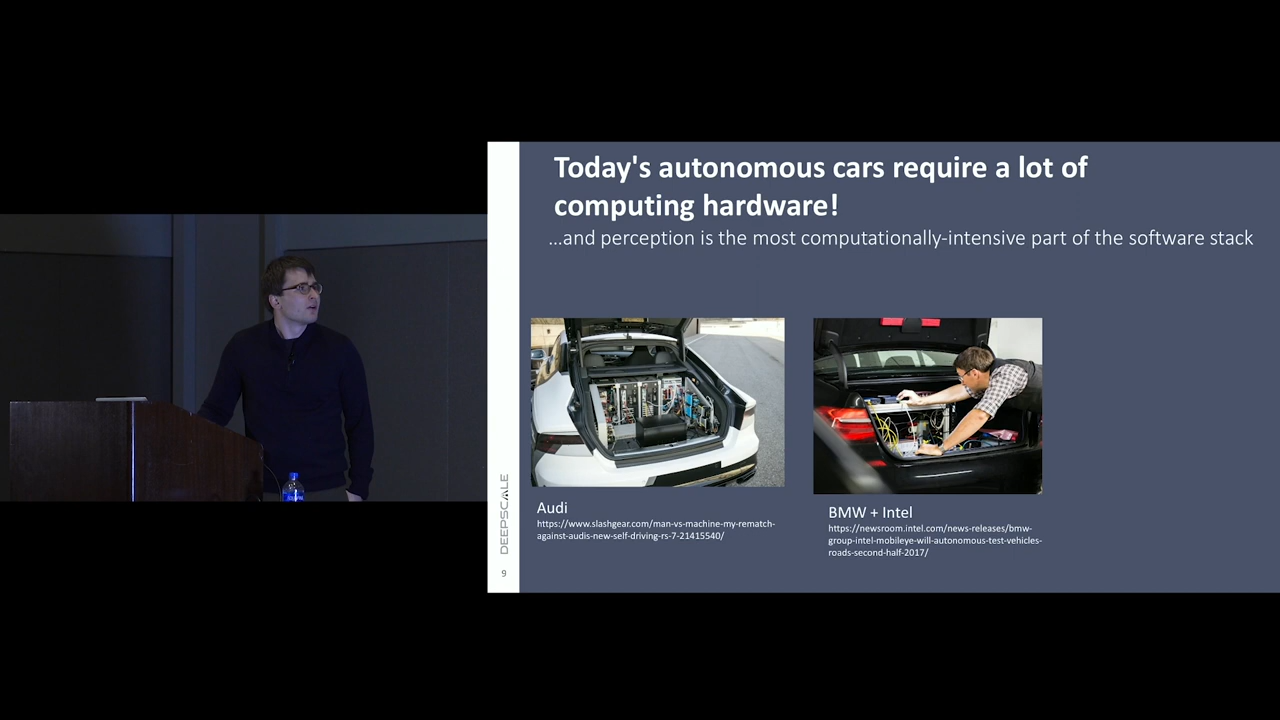 Today's autonomous cars require a lot of
computing hardware!
...and perception is the most computationally-intensive part of the software stack
Audi
https://www.slashgear.com/man-vs-machine-my-rematch-
against-audis-new-self-driving-rs-7-21415540/
BMW + Intel
https://newsroom.intel.com/news-releases/bmw-
group-intel-mobileye-will-autonomous-test-vehicles-
roads-second-half-2017/
DEEPSCALE
9